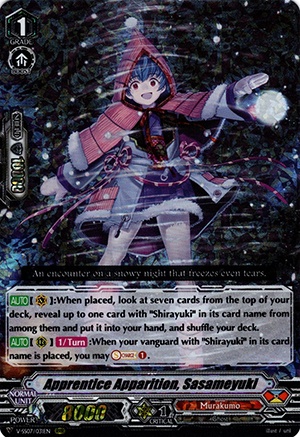 1
GRADE
BOOST
10000
An encounter on a snowy night that freezes even tears.
AUTO :When placed, look at seven cards from the top of your
deck, reveal up to one card with "Shirayuki" in its card name from
among them and put it into your hand, and shuffle your deck.
AUTO 1/Turn :When your vanguard with "Shirayuki" in its card
name is placed, you may 1.
Apprentice Apparition, Sasameyuki
NORMAL
UNIT
POWER
8000
1
CRITICAL
Murakumo
V-SS07/078EN